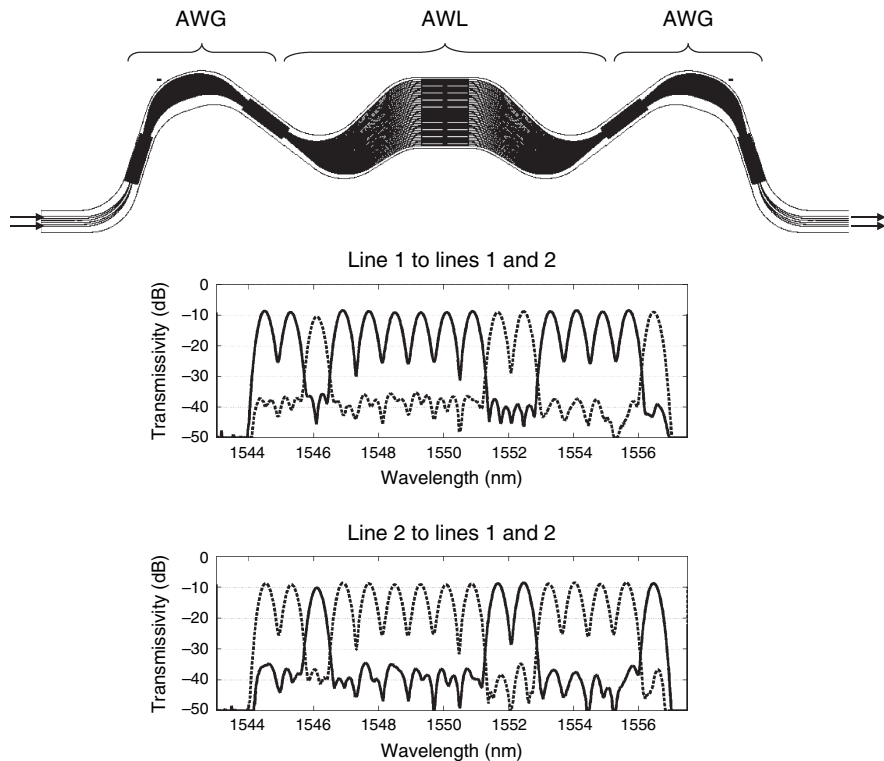 AWG AWL AWG
Line 1 to lines 1 and 2
Transmissivity (dB)
0
−10
−20
−30
−40
−50
1544 1546 1548 1550 1552 1554 1556
Wavelength (nm)
Line 2 to lines 1 and 2
Transmissivity (dB)
0
−10
−20
−30
−40
−50
1544 1546 1548 1550 1552 1554 1556
Wavelength (nm)